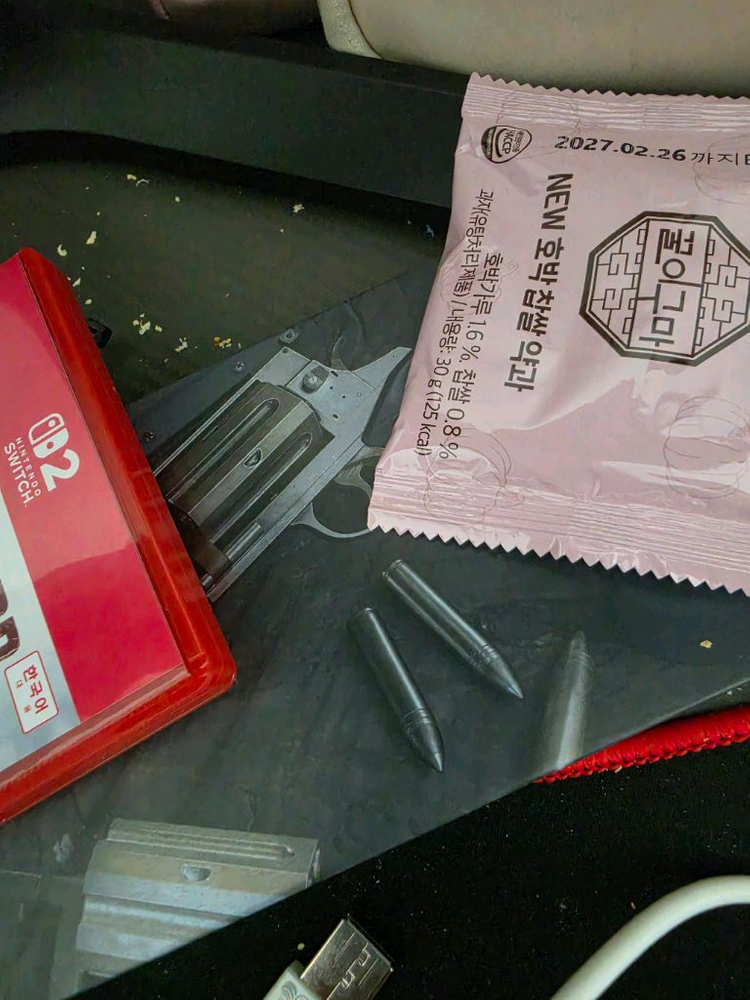 HACCP
2027.02.26 까지
NEW 호박 찹쌀 약과
꿀이구마
호박가루 1.6 %, 찹쌀 0.8 %
과자(유탕처리제품) / 내용량: 30 g (125 kcal)
2
NINTENDO
SWITCH
한국어